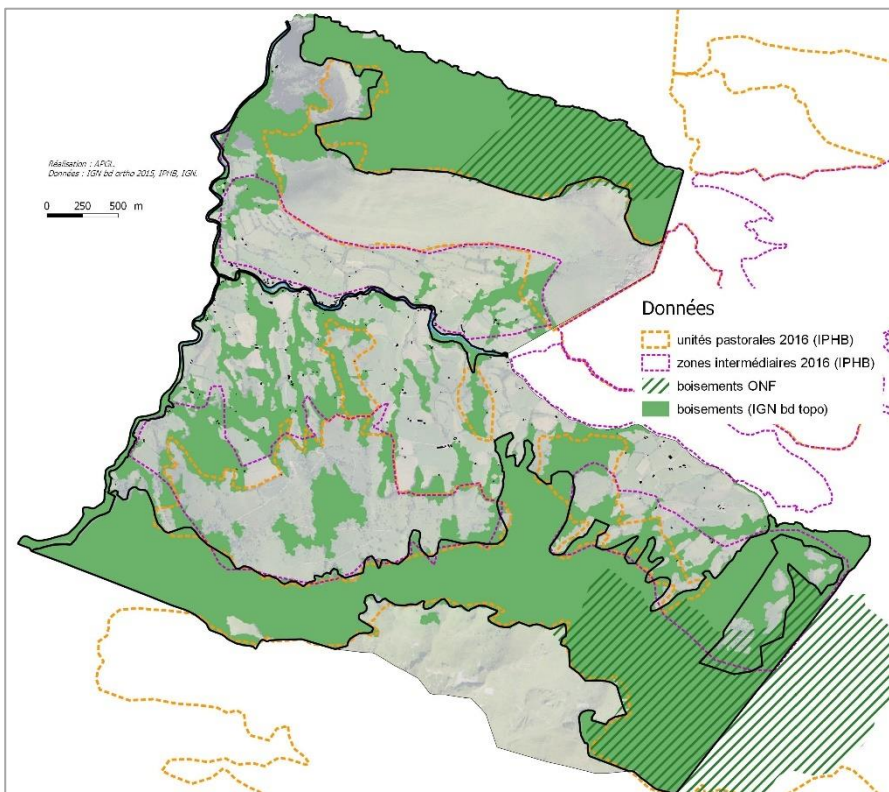 Réalisation : APGL.
Données : IGN bd ortho 2015, IPHB, IGN.
0 250 500 m
Données
unités pastorales 2016 (IPHB)
zones intermédiaires 2016 (IPHB)
boisements ONF
boisements (IGN bd topo)